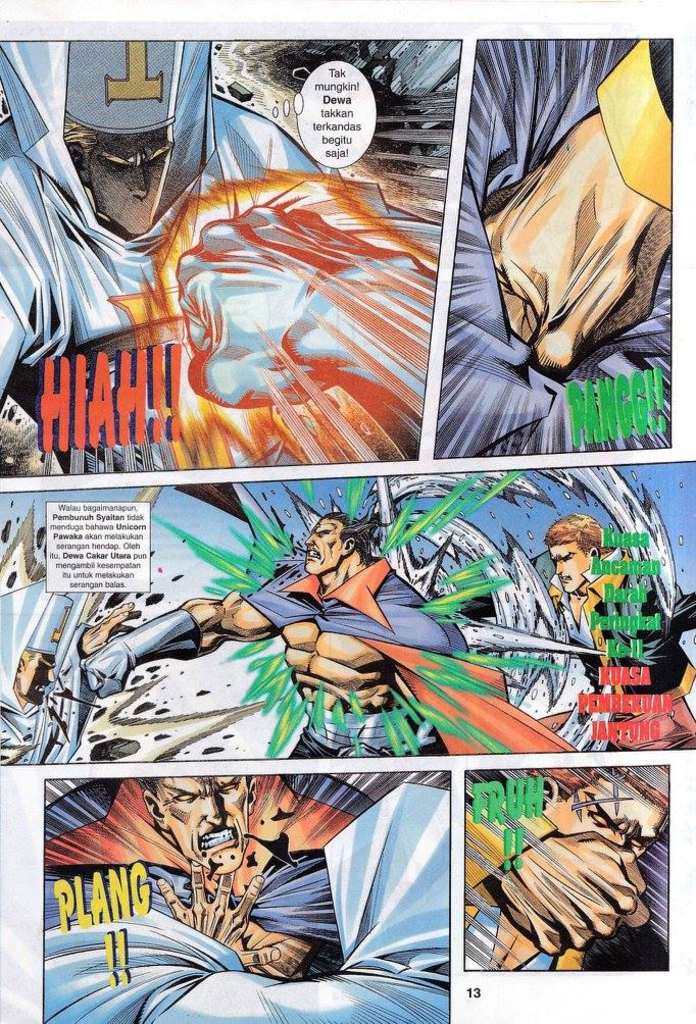 I
Tak
mungkin!
Dewa
takkan
terkandas
begitu
saja!
HIAH!!
PANGG!!
Walau bagaimanapun,
Pembunuh Syaitan tidak
menduga bahawa Unicorn
Pawaka akan melakukan
serangan hendap. Oleh
itu, Dewa Cakar Utara pun
mengambil kesempatan
itu untuk melakukan
serangan balas.
I
Kuasa
Ancaman
Darah
Peringkat
Ke 11
KUASA
PEMBEKUAN
JANTUNG
PLANG
!!
FRUH
!!
13